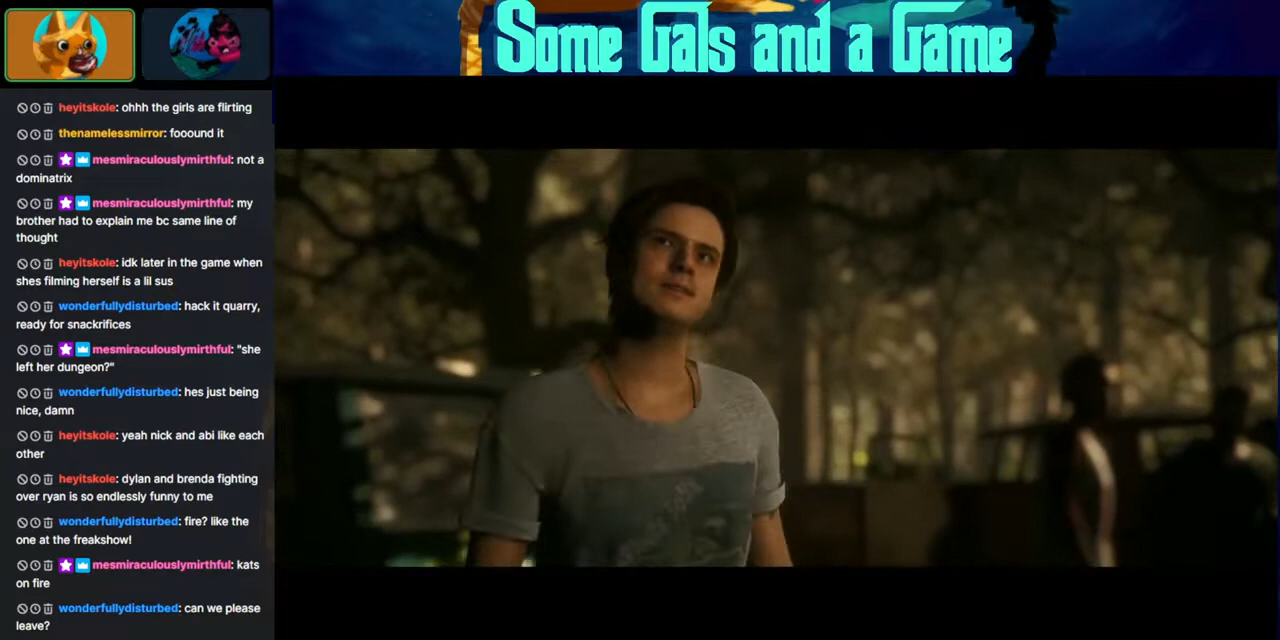 Some Gals and a Game
heyitskole: ohhh the girls are flirting
thenamelessmirror: fooound it
mesmiraculouslymirthful: not a
dominatrix
mesmiraculouslymirthful: my
brother had to explain me bc same line of
thought
heyitskole: idk later in the game when
shes filming herself is a lil sus
wonderfullydisturbed: hack it quarry,
ready for snackrifices
mesmiraculouslymirthful: "she
left her dungeon?"
wonderfullydisturbed: hes just being
nice, damn
heyitskole: yeah nick and abi like each
other
heyitskole: dylan and brenda fighting
over ryan is so endlessly funny to me
wonderfullydisturbed: fire? like the
one at the freakshow!
mesmiraculouslymirthful: kats
on fire
wonderfullydisturbed: can we please
leave?